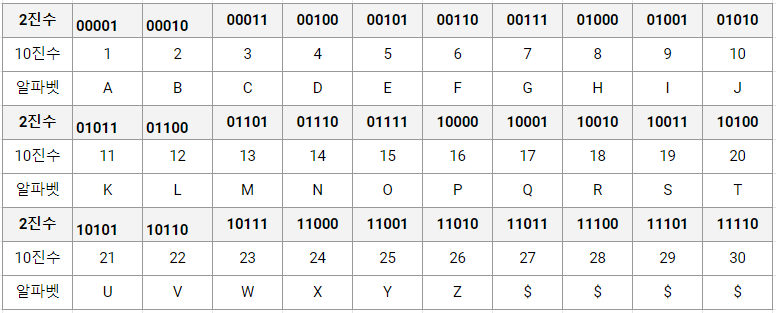 2진수 00001 00010 00011 00100 00101 00110 00111 01000 01001 01010
10진수 1 2 3 4 5 6 7 8 9 10
알파벳 A B C D E F G H I J
2진수 01011 01100 01101 01110 01111 10000 10001 10010 10011 10100
10진수 11 12 13 14 15 16 17 18 19 20
알파벳 K L M N O P Q R S T
2진수 10101 10110 10111 11000 11001 11010 11011 11100 11101 11110
10진수 21 22 23 24 25 26 27 28 29 30
알파벳 U V W X Y Z $ $ $ $